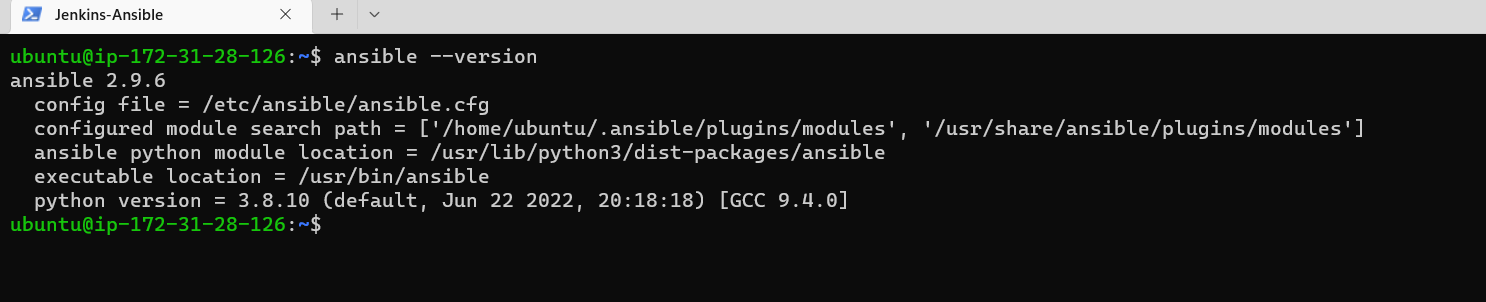 Jenkins-Ansible
ubuntu@ip-172-31-28-126:~$ ansible --version
ansible 2.9.6
  config file = /etc/ansible/ansible.cfg
  configured module search path = ['/home/ubuntu/.ansible/plugins/modules', '/usr/share/ansible/plugins/modules']
  ansible python module location = /usr/lib/python3/dist-packages/ansible
  executable location = /usr/bin/ansible
  python version = 3.8.10 (default, Jun 22 2022, 20:18:18) [GCC 9.4.0]
ubuntu@ip-172-31-28-126:~$